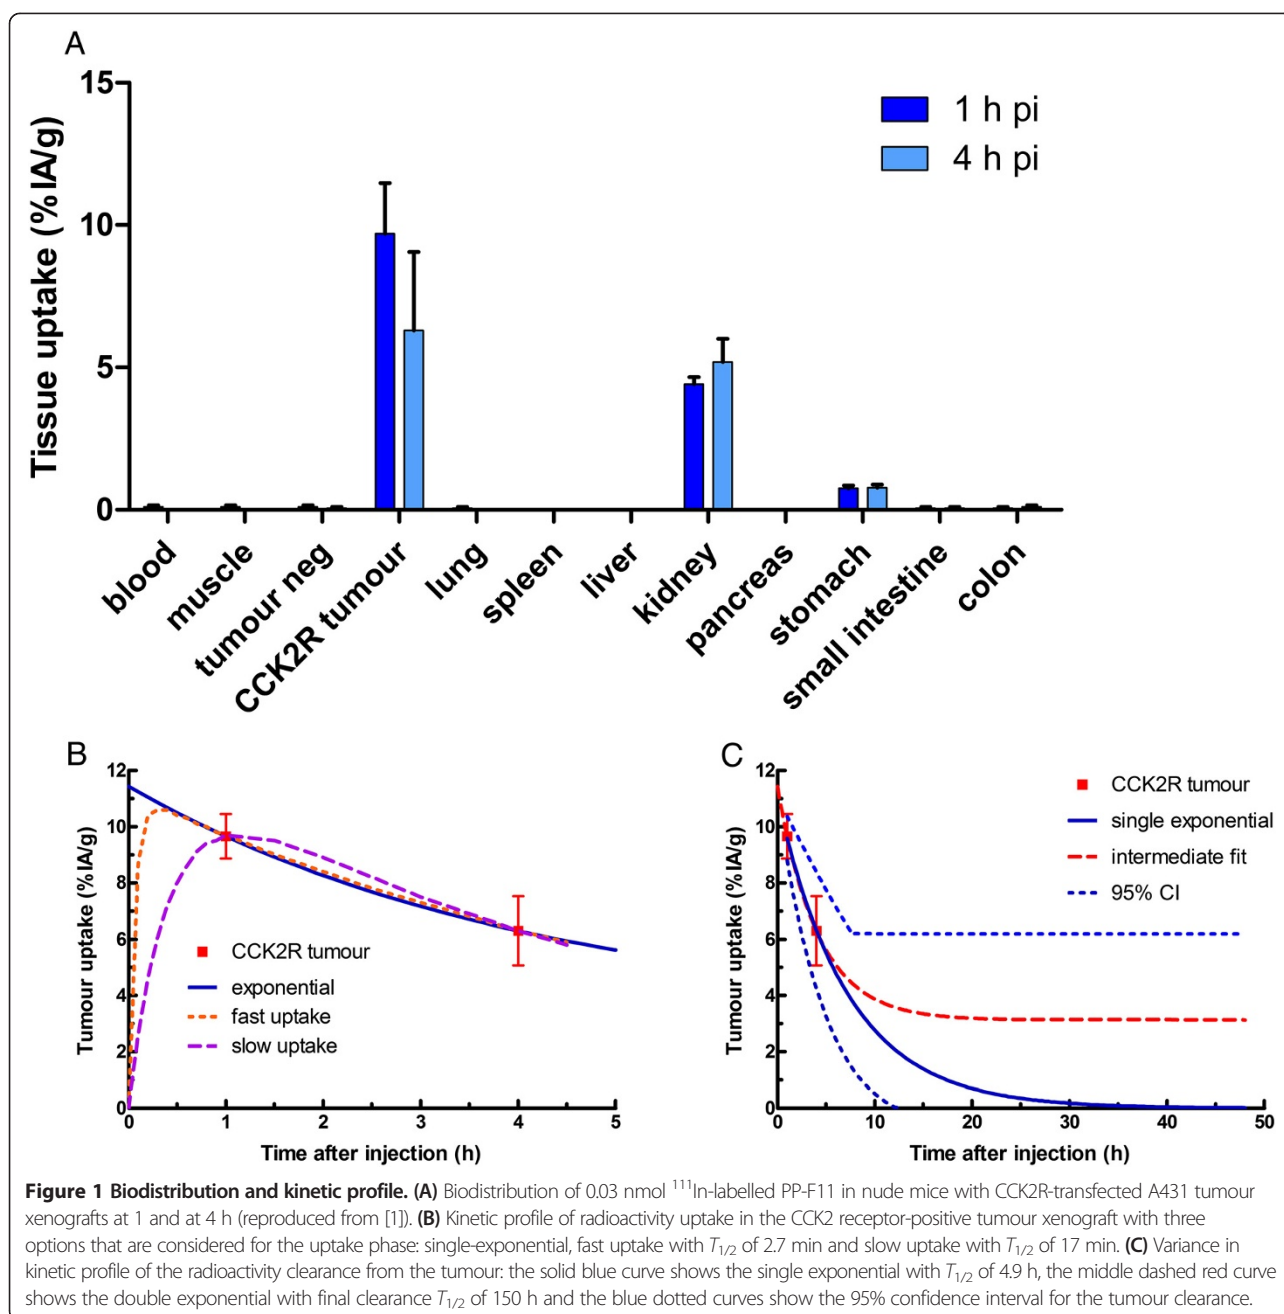 A
15
10
5
0
Tissue uptake (%IA/g)
1 h pi
4 h pi
blood
muscle
tumour neg
CCK2R tumour
lung
spleen
liver
kidney
pancreas
stomach
small intestine
colon
B
12
10
8
6
4
2
0
Tumour uptake (%IA/g)
CCK2R tumour
exponential
fast uptake
slow uptake
0 1 2 3 4 5
Time after injection (h)
C
12
10
8
6
4
2
0
Tumour uptake (%IA/g)
CCK2R tumour
single exponential
intermediate fit
95% CI
0 10 20 30 40 50
Time after injection (h)
Figure 1 Biodistribution and kinetic profile. (A) Biodistribution of 0.03 nmol ¹¹¹In-labelled PP-F11 in nude mice with CCK2R-transfected A431 tumour
xenografts at 1 and at 4 h (reproduced from [1]). (B) Kinetic profile of radioactivity uptake in the CCK2 receptor-positive tumour xenograft with three
options that are considered for the uptake phase: single-exponential, fast uptake with T1/2 of 2.7 min and slow uptake with T1/2 of 17 min. (C) Variance in
kinetic profile of the radioactivity clearance from the tumour: the solid blue curve shows the single exponential with T1/2 of 4.9 h, the middle dashed red curve
shows the double exponential with final clearance T1/2 of 150 h and the blue dotted curves show the 95% confidence interval for the tumour clearance.